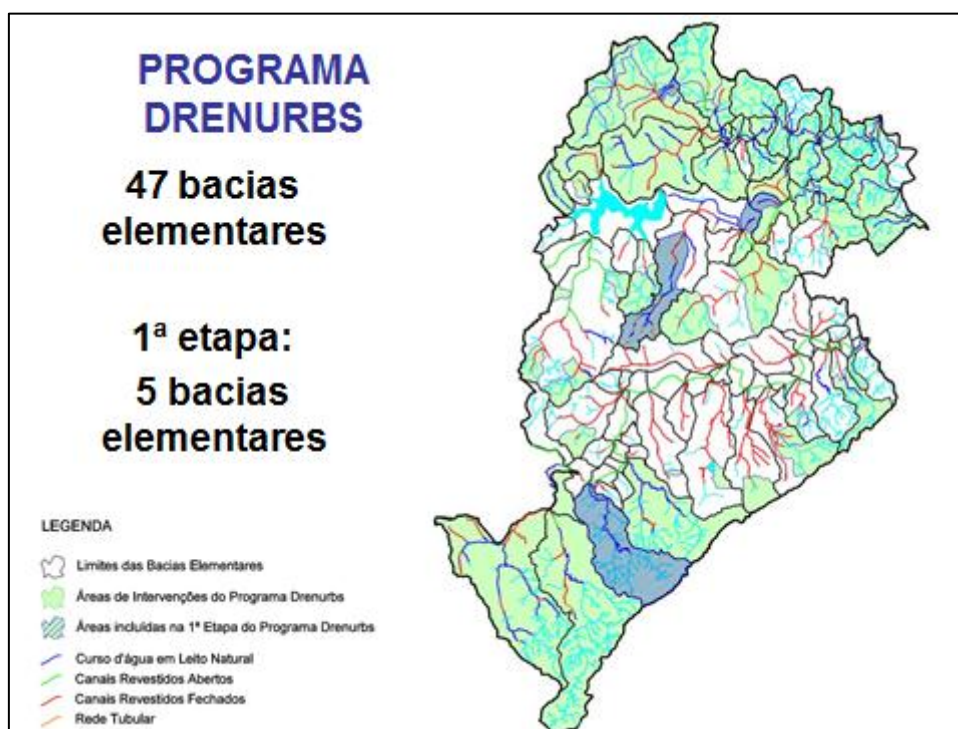 PROGRAMA
DRENURBS
47 bacias
elementares
1ª etapa:
5 bacias
elementares
LEGENDA
Limites das Bacias Elementares
Áreas de Intervenções do Programa Drenurbs
Áreas incluídas na 1ª Etapa do Programa Drenurbs
Curso d'água em Leito Natural
Canais Revestidos Abertos
Canais Revestidos Fechados
Rede Tubular